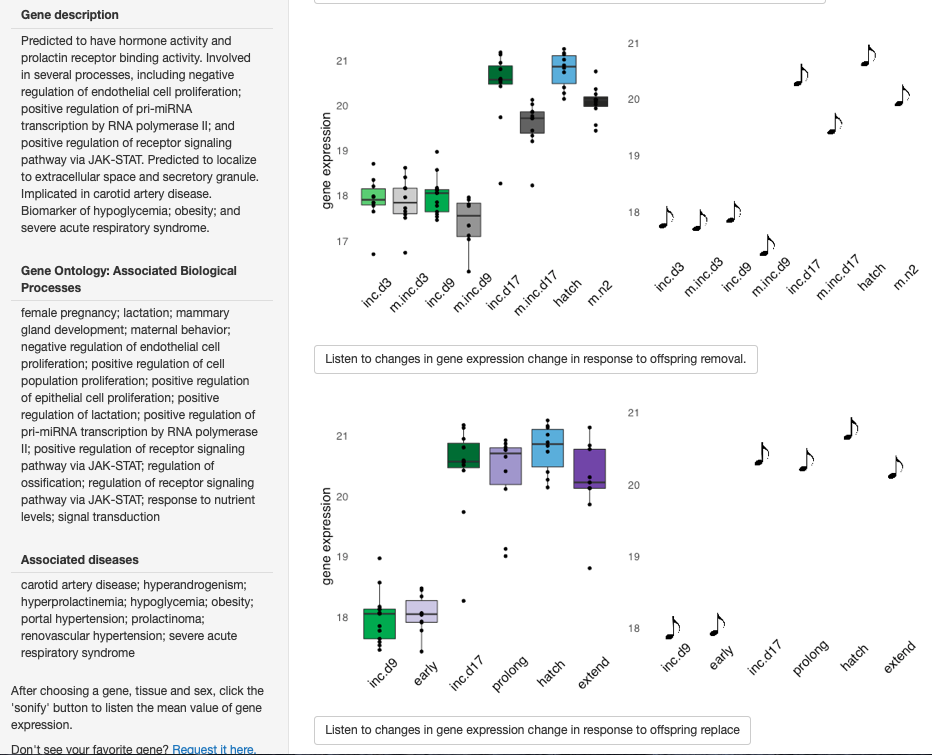 Gene description
Predicted to have hormone activity and
prolactin receptor binding activity. Involved
in several processes, including negative
regulation of endothelial cell proliferation;
positive regulation of pri-miRNA
transcription by RNA polymerase II; and
positive regulation of receptor signaling
pathway via JAK-STAT. Predicted to localize
to extracellular space and secretory granule.
Implicated in carotid artery disease.
Biomarker of hypoglycemia; obesity; and
severe acute respiratory syndrome.
Gene Ontology: Associated Biological
Processes
female pregnancy; lactation; mammary
gland development; maternal behavior;
negative regulation of endothelial cell
proliferation; positive regulation of cell
population proliferation; positive regulation
of epithelial cell proliferation; positive
regulation of lactation; positive regulation of
pri-miRNA transcription by RNA polymerase
II; positive regulation of receptor signaling
pathway via JAK-STAT; regulation of
ossification; regulation of receptor signaling
pathway via JAK-STAT; response to nutrient
levels; signal transduction
Associated diseases
carotid artery disease; hyperandrogenism;
hyperprolactinemia; hypoglycemia; obesity;
portal hypertension; prolactinoma;
renovascular hypertension; severe acute
respiratory syndrome
After choosing a gene, tissue and sex, click the
'sonify' button to listen the mean value of gene
expression.
Don't see your favorite gene? Request it here.
gene expression
21
20
19
18
17
inc.d3
m.inc.d3
inc.d9
m.inc.d9
inc.d17
m.inc.d17
hatch
m.n2
21
20
19
18
inc.d3
m.inc.d3
inc.d9
m.inc.d9
inc.d17
m.inc.d17
hatch
m.n2
Listen to changes in gene expression change in response to offspring removal.
gene expression
21
20
19
18
inc.d9
early
inc.d17
prolong
hatch
extend
21
20
19
18
inc.d9
early
inc.d17
prolong
hatch
extend
Listen to changes in gene expression change in response to offspring replace